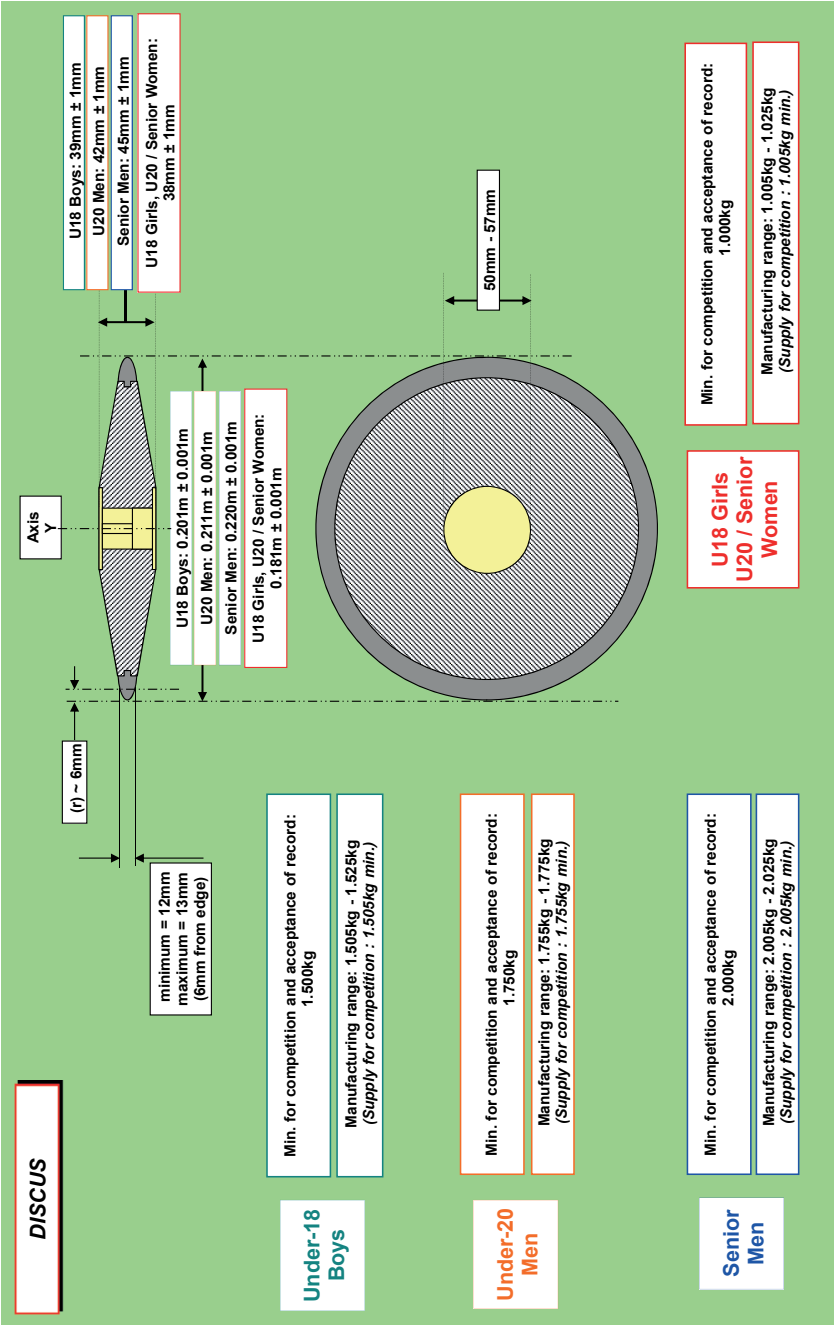 DISCUS
minimum = 12mm
maximum = 13mm
(6mm from edge)
(r) ~ 6mm
Axis
Y
U18 Boys: 39mm ± 1mm
U20 Men: 42mm ± 1mm
Senior Men: 45mm ± 1mm
U18 Girls, U20 / Senior Women:
38mm ± 1mm
U18 Boys: 0.201m ± 0.001m
U20 Men: 0.211m ± 0.001m
Senior Men: 0.220m ± 0.001m
U18 Girls, U20 / Senior Women:
0.181m ± 0.001m
50mm - 57mm
Under-18
Boys
Min. for competition and acceptance of record:
1.500kg
Manufacturing range: 1.505kg - 1.525kg
(Supply for competition : 1.505kg min.)
Under-20
Men
Min. for competition and acceptance of record:
1.750kg
Manufacturing range: 1.755kg - 1.775kg
(Supply for competition : 1.755kg min.)
Senior
Men
Min. for competition and acceptance of record:
2.000kg
Manufacturing range: 2.005kg - 2.025kg
(Supply for competition : 2.005kg min.)
U18 Girls
U20 / Senior
Women
Min. for competition and acceptance of record:
1.000kg
Manufacturing range: 1.005kg - 1.025kg
(Supply for competition : 1.005kg min.)